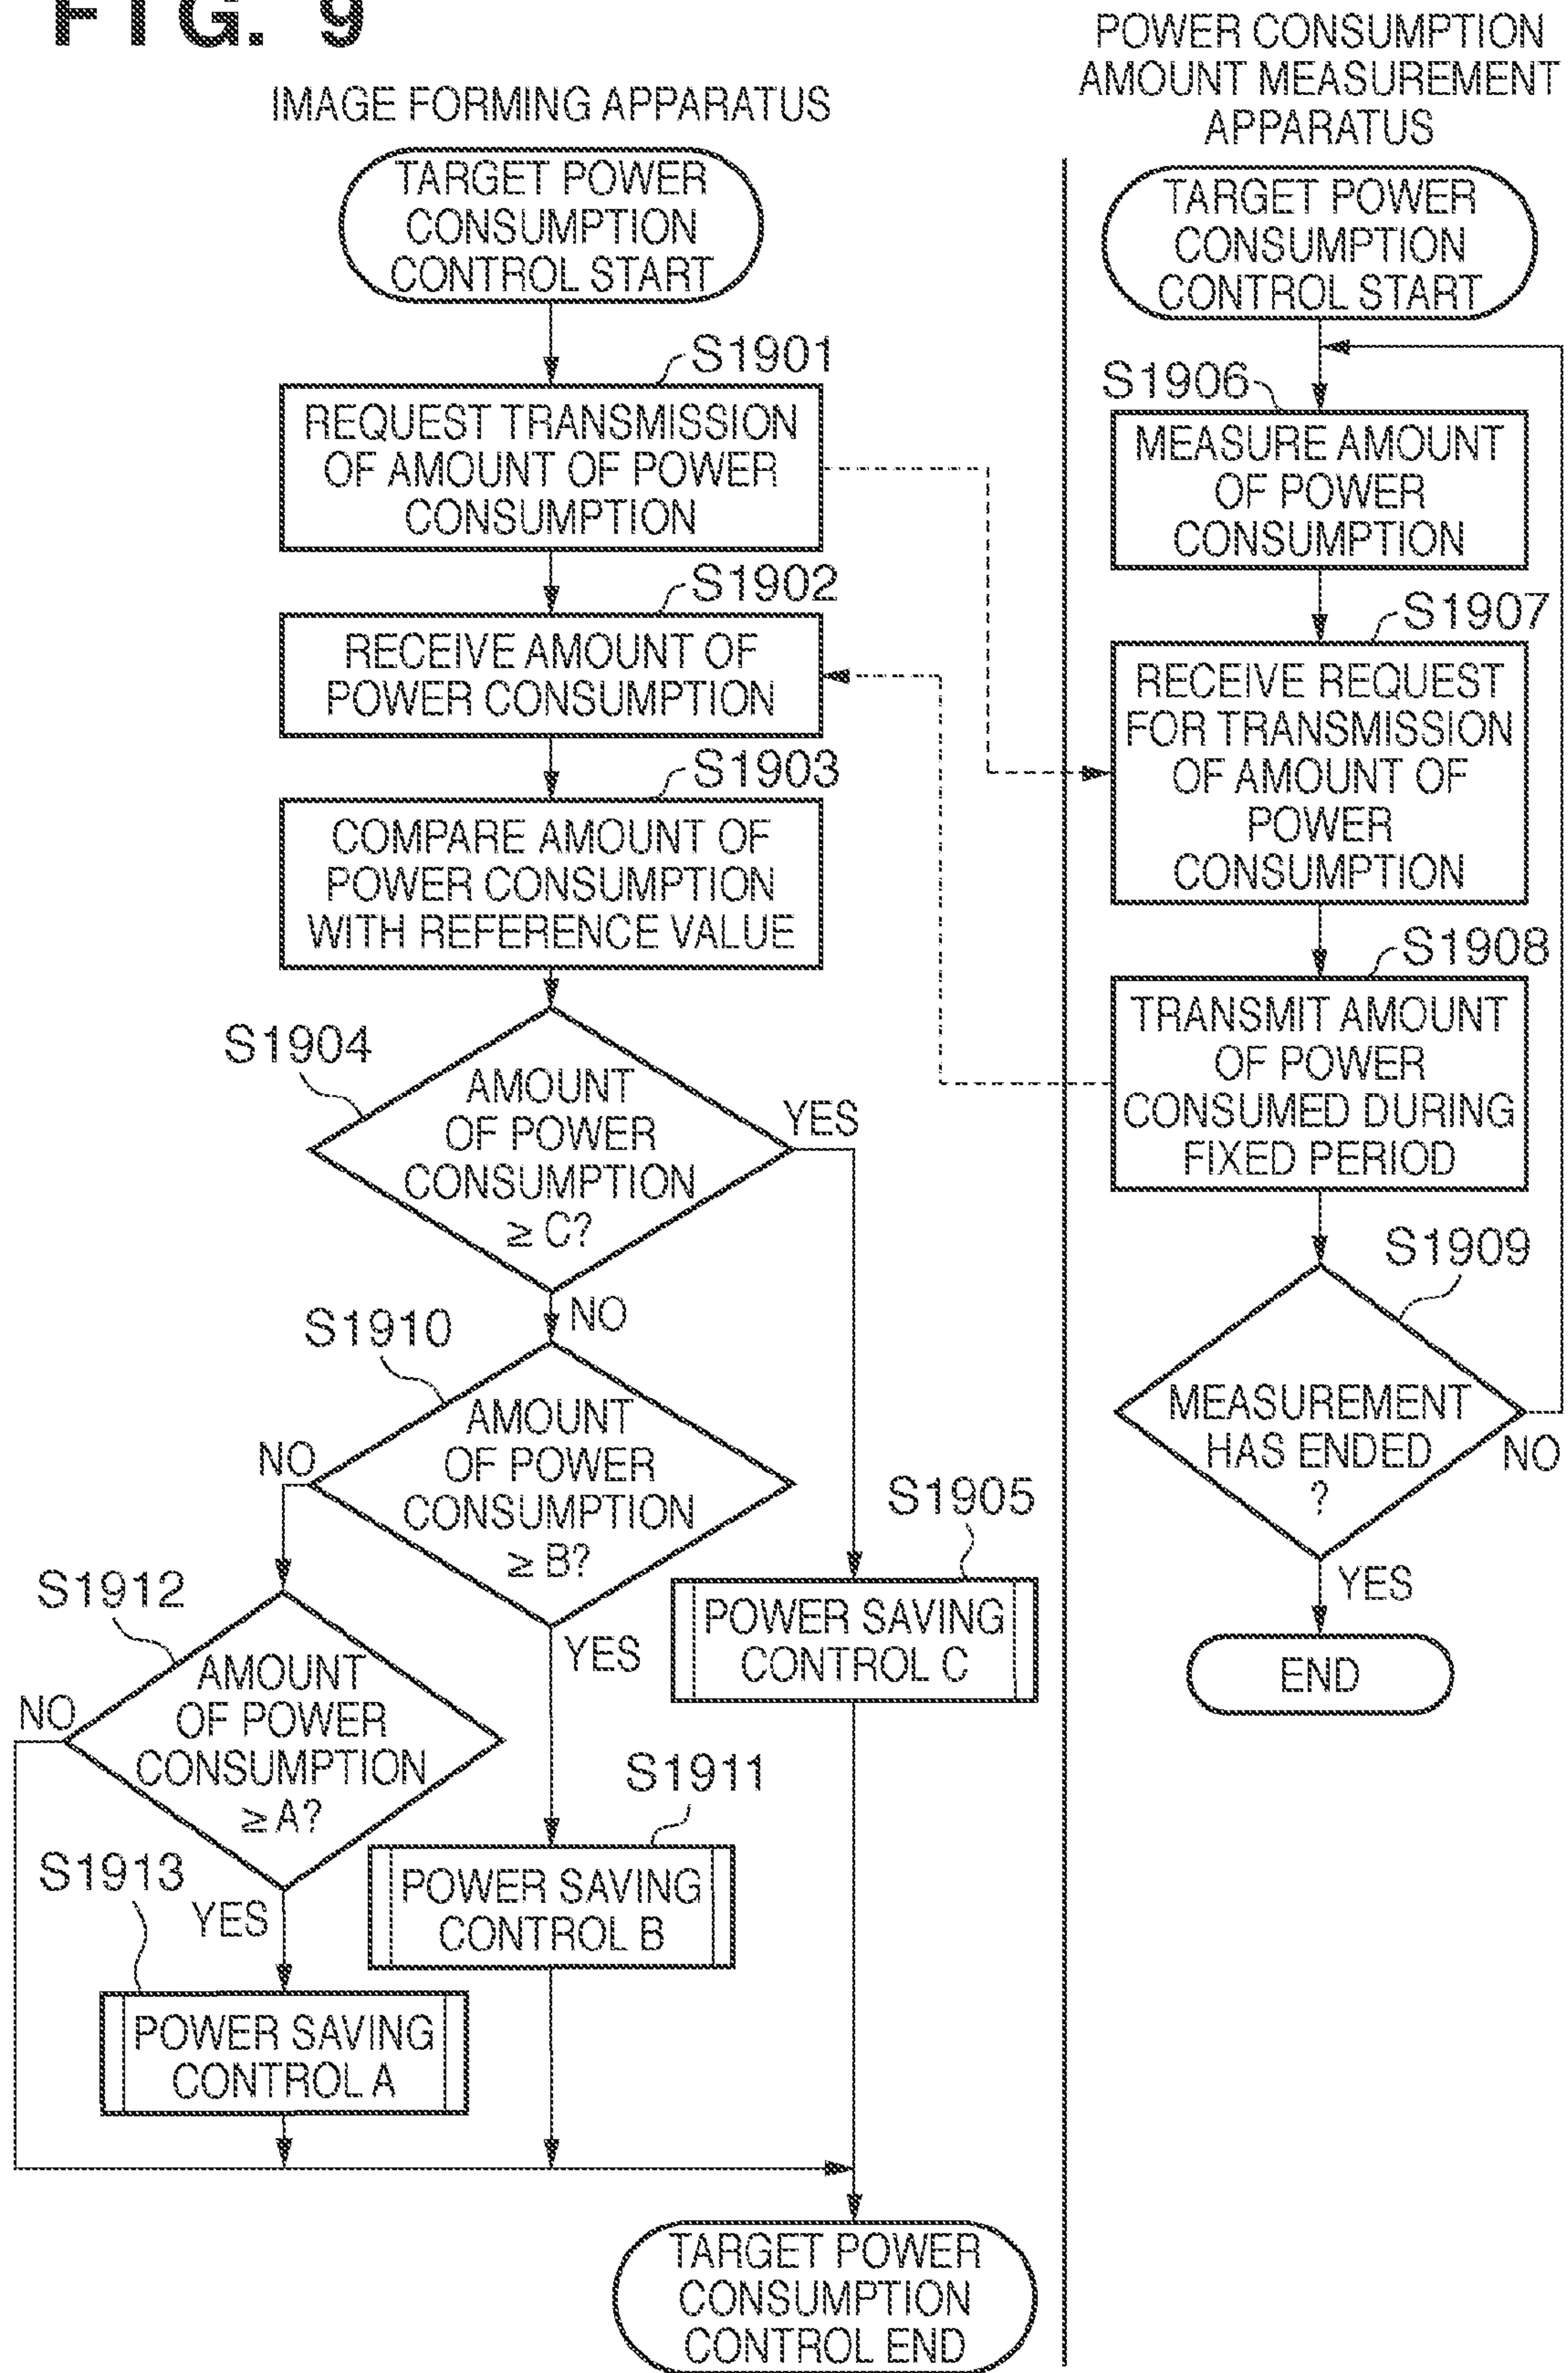 FIG. 9
IMAGE FORMING APPARATUS
TARGET POWER
CONSUMPTION
CONTROL START
S1901
REQUEST TRANSMISSION
OF AMOUNT OF POWER
CONSUMPTION
S1902
RECEIVE AMOUNT OF
POWER CONSUMPTION
S1903
COMPARE AMOUNT OF
POWER CONSUMPTION
WITH REFERENCE VALUE
S1904
AMOUNT
OF POWER
CONSUMPTION
≥ C?
YES
NO
S1910
AMOUNT
OF POWER
CONSUMPTION
≥ B?
NO
YES
S1905
POWER SAVING
CONTROL C
S1912
AMOUNT
OF POWER
CONSUMPTION
≥ A?
NO
YES
S1911
POWER SAVING
CONTROL B
S1913
POWER SAVING
CONTROL A
TARGET POWER
CONSUMPTION
CONTROL END
POWER CONSUMPTION
AMOUNT MEASUREMENT
APPARATUS
TARGET POWER
CONSUMPTION
CONTROL START
S1906
MEASURE AMOUNT
OF POWER
CONSUMPTION
S1907
RECEIVE REQUEST
FOR TRANSMISSION
OF AMOUNT OF
POWER
CONSUMPTION
S1908
TRANSMIT AMOUNT
OF POWER
CONSUMED DURING
FIXED PERIOD
S1909
MEASUREMENT
HAS ENDED
?
NO
YES
END